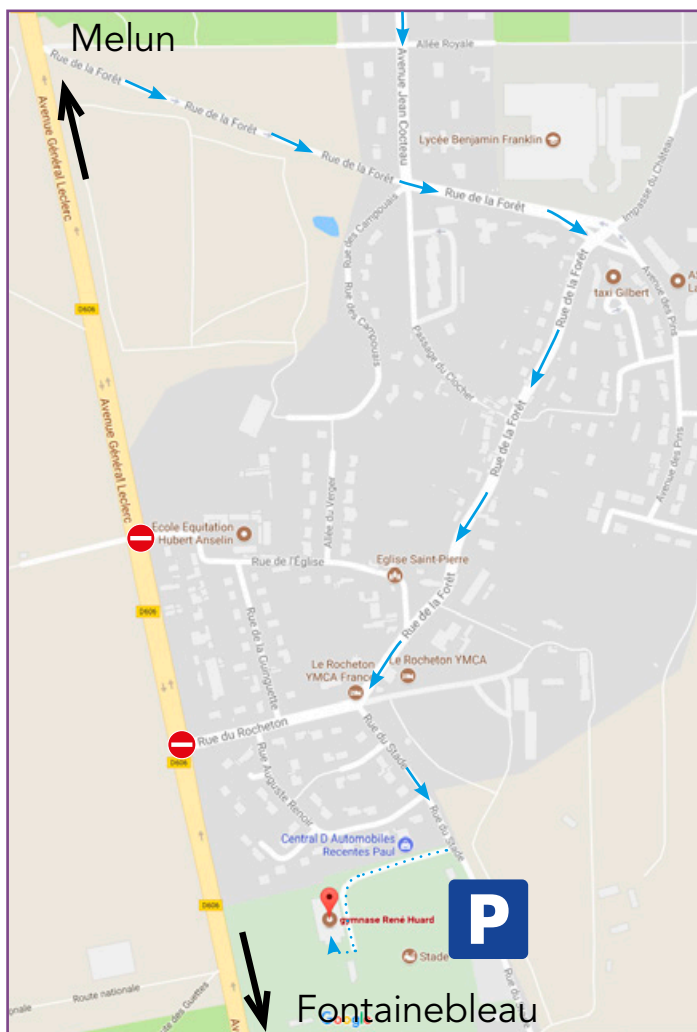 Melun
Rue de la Forêt
Allée Royale
Avenue Jean Cocteau
Avenue Général Leclerc
Rue de la Forêt
Rue de la Forêt
Lycée Benjamin Franklin
Rue de la Forêt
Impasse du Château
Rue des Campouais
Rue des Campouais
taxi Gilbert
Avenue des Pins
D606
Passage du Clocher
Rue de la Forêt
Avenue Général Leclerc
Rue de la Forêt
Avenue des Pins
Ecole Equitation
Hubert Anselin
Allée du Verger
Rue de l'Église
Eglise Saint-Pierre
D606
Rue de la Guinguette
Rue de la Forêt
Le Rocheton
YMCA France
Le Rocheton YMCA
Rue du Rocheton
D606
Rue du Stade
Rue Auguste Renoir
Central D Automobiles
Recentes Paul
Rue du Stade
D606
gymnase René Huard
P
Stade
Rue du
Route nationale
Fontainebleau
Google